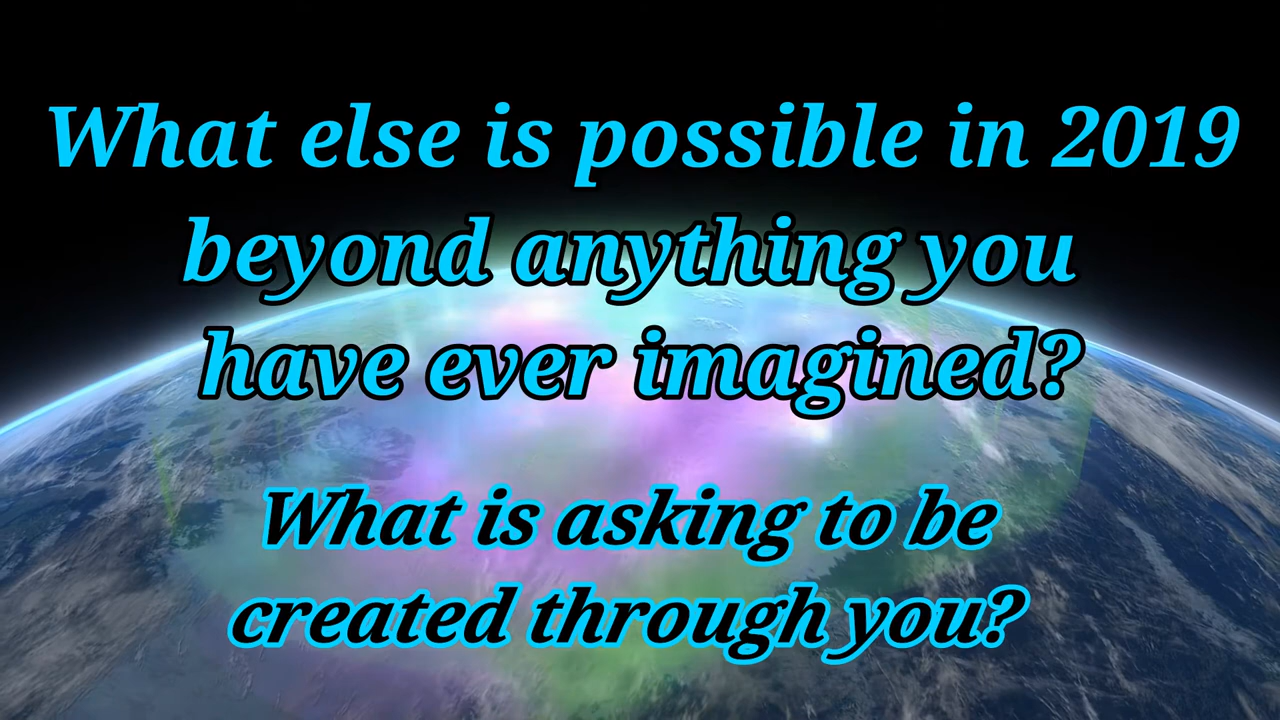 What else is possible in 2019
beyond anything you
have ever imagined?
What is asking to be
created through you?